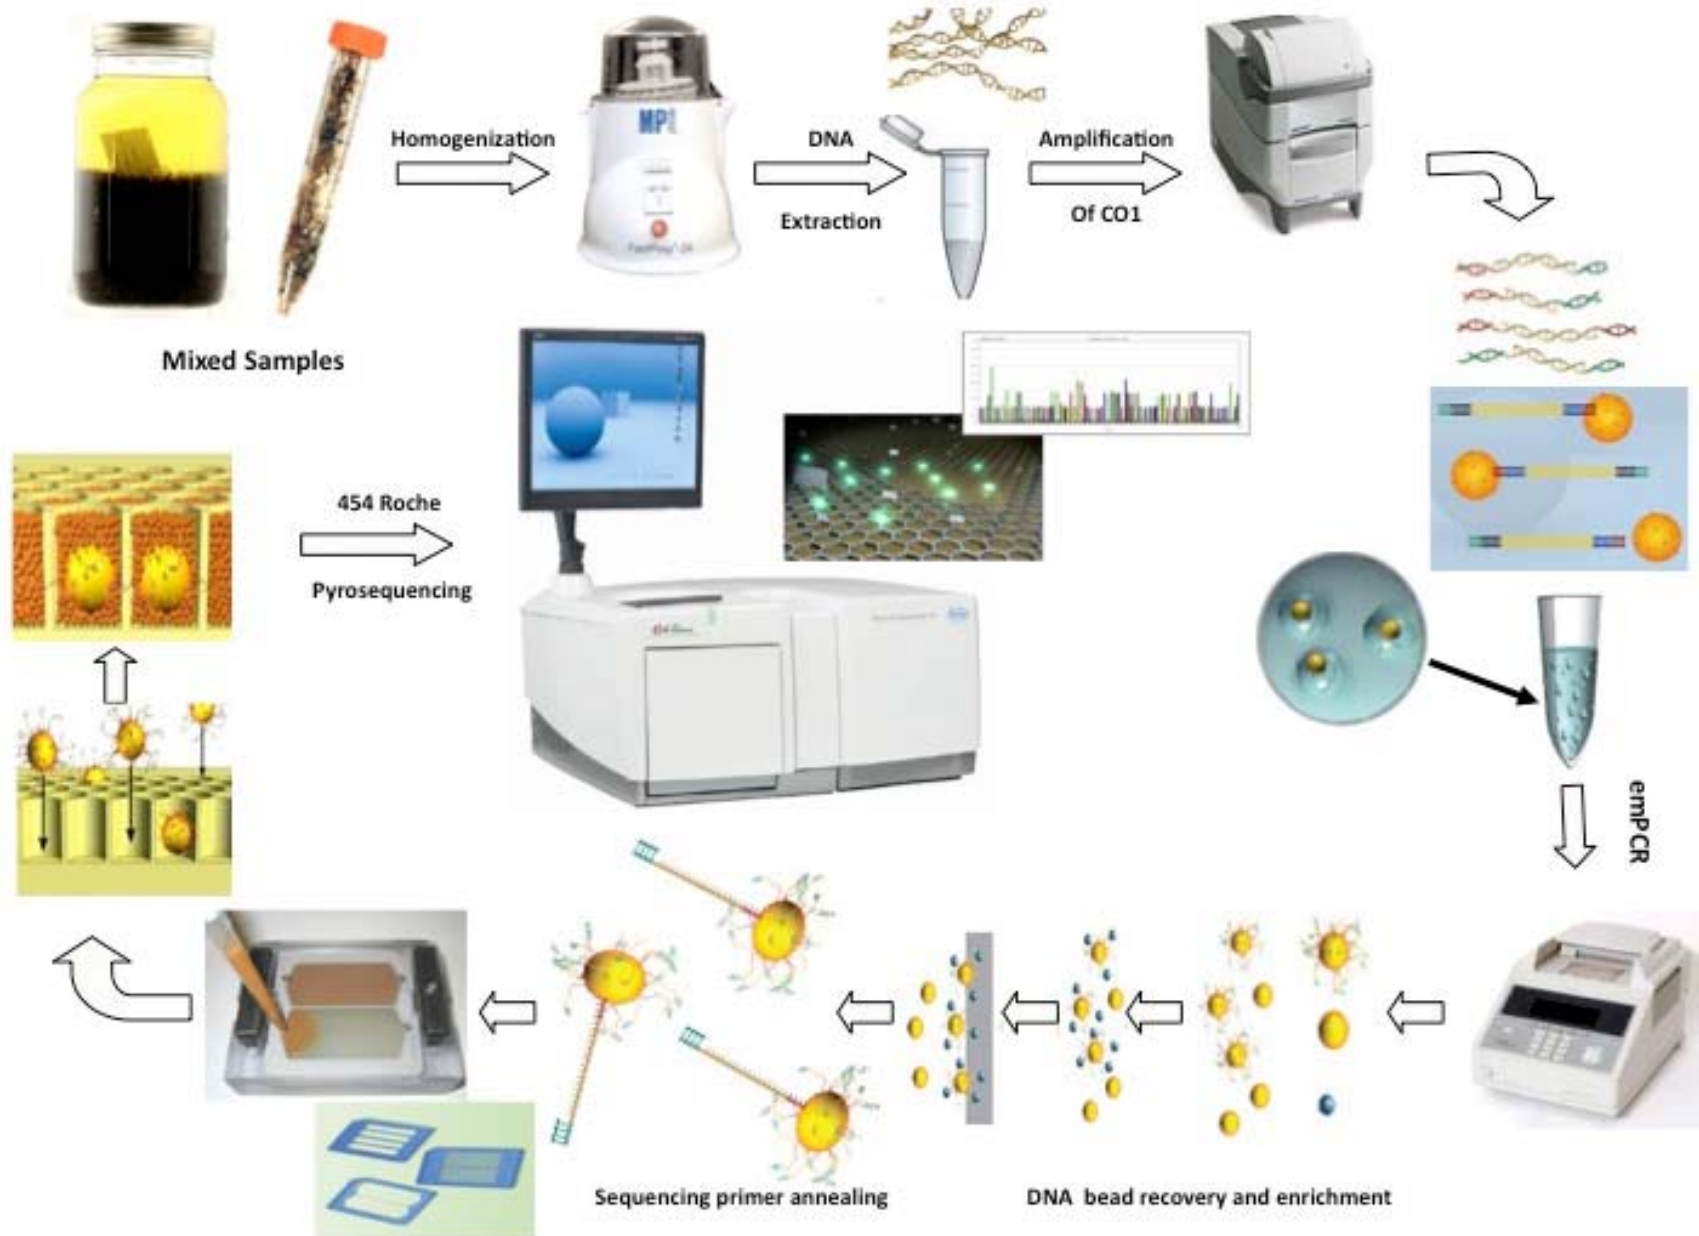 Homogenization
DNA
Extraction
Amplification
Of CO1
MP
Mixed Samples
454 Roche
Pyrosequencing
emPCR
Sequencing primer annealing
DNA bead recovery and enrichment